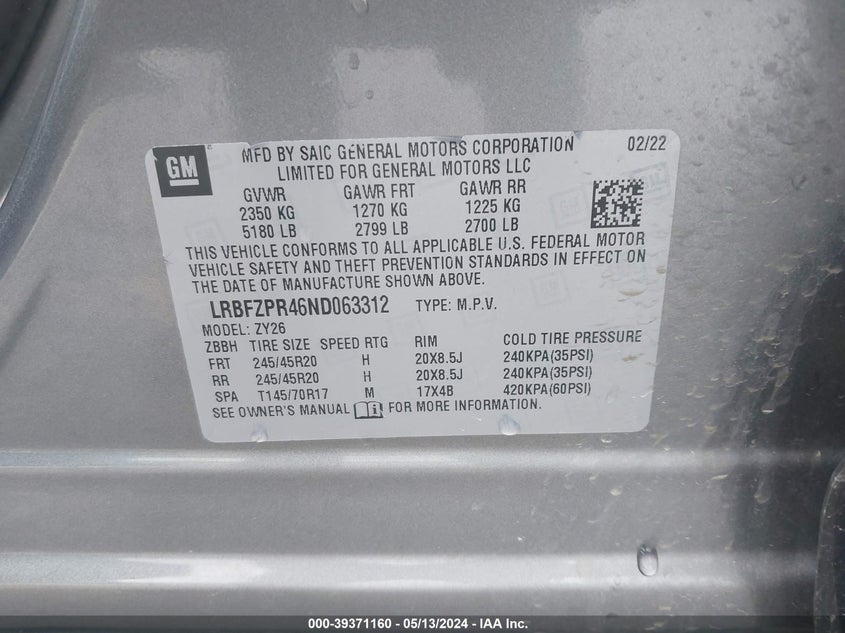 GM
MFD BY SAIC GENERAL MOTORS CORPORATION 02/22
LIMITED FOR GENERAL MOTORS LLC
GVWR GAWR FRT GAWR RR
2350 KG 1270 KG 1225 KG
5180 LB 2799 LB 2700 LB
THIS VEHICLE CONFORMS TO ALL APPLICABLE U.S. FEDERAL MOTOR
VEHICLE SAFETY AND THEFT PREVENTION STANDARDS IN EFFECT ON
THE DATE OF MANUFACTURE SHOWN ABOVE.
LRBFZPR46ND063312 TYPE: M.P.V.
MODEL: ZY26
ZBBH TIRE SIZE SPEED RTG RIM COLD TIRE PRESSURE
FRT 245/45R20 H 20X8.5J 240KPA(35PSI)
RR 245/45R20 H 20X8.5J 240KPA(35PSI)
SPA T145/70R17 M 17X4B 420KPA(60PSI)
SEE OWNER'S MANUAL FOR MORE INFORMATION.
000-39371160 - 05/13/2024 - IAA Inc.